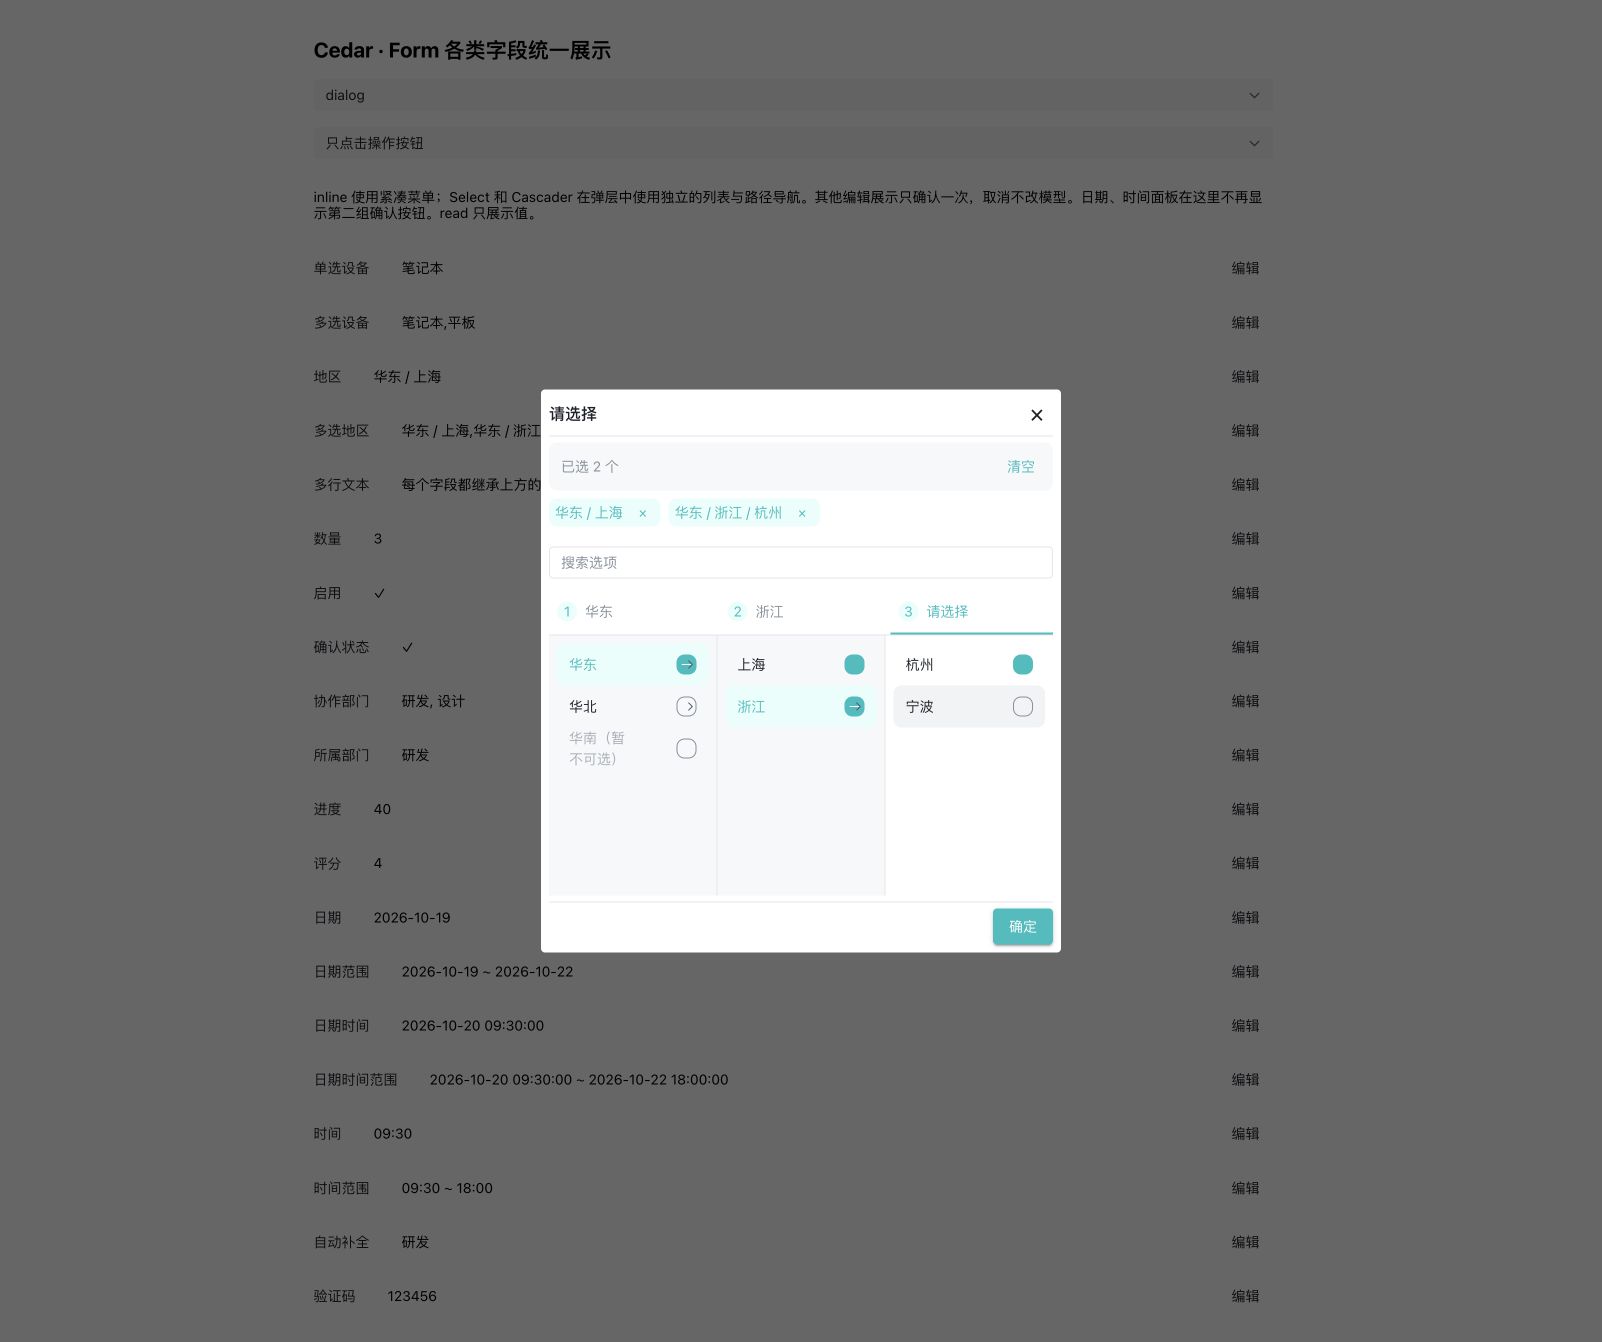 Cedar · Form 各类字段统一展示
dialog
只点击操作按钮
inline 使用紧凑菜单；Select 和 Cascader 在弹层中使用独立的列表与路径导航。其他编辑展示只确认一次，取消不改模型。日期、时间面板在这里不再显
示第二组确认按钮。read 只展示值。
单选设备 笔记本 编辑
多选设备 笔记本,平板 编辑
地区 华东 / 上海 编辑
多选地区 华东 / 上海,华东 / 浙江 编辑
多行文本 每个字段都继承上方的 编辑
数量 3 编辑
启用 ✓ 编辑
确认状态 ✓ 编辑
协作部门 研发, 设计 编辑
所属部门 研发 编辑
进度 40 编辑
评分 4 编辑
日期 2026-10-19 编辑
日期范围 2026-10-19 ~ 2026-10-22 编辑
日期时间 2026-10-20 09:30:00 编辑
日期时间范围 2026-10-20 09:30:00 ~ 2026-10-22 18:00:00 编辑
时间 09:30 编辑
时间范围 09:30 ~ 18:00 编辑
自动补全 研发 编辑
验证码 123456 编辑
请选择 ×
已选 2 个 清空
华东 / 上海 × 华东 / 浙江 / 杭州 ×
搜索选项
1 华东 2 浙江 3 请选择
华东 → 上海 杭州
华北 > 浙江 → 宁波
华南（暂
不可选）
确定